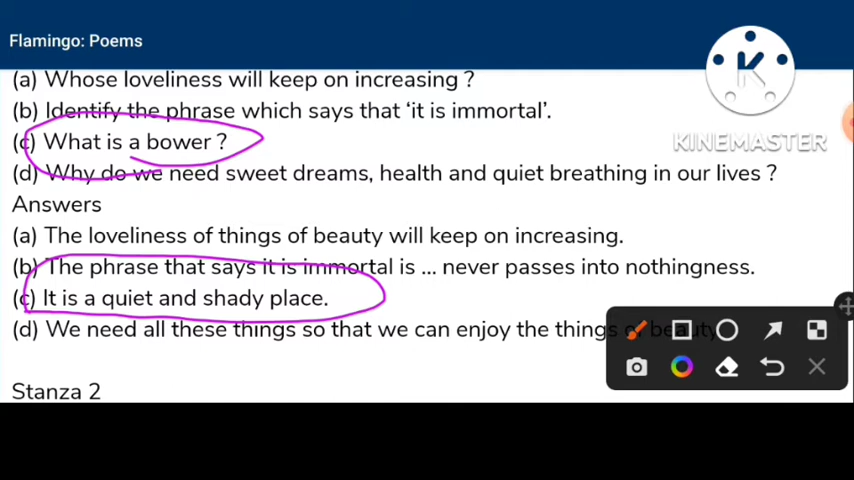 Flamingo: Poems
(a) Whose loveliness will keep on increasing ?
(b) Identify the phrase which says that ‘it is immortal’.
(c) What is a bower ?
(d) Why do we need sweet dreams, health and quiet breathing in our lives ?
Answers
(a) The loveliness of things of beauty will keep on increasing.
(b) The phrase that says it is immortal is ... never passes into nothingness.
(c) It is a quiet and shady place.
(d) We need all these things so that we can enjoy the things of beauty
Stanza 2
K
KINEMASTER